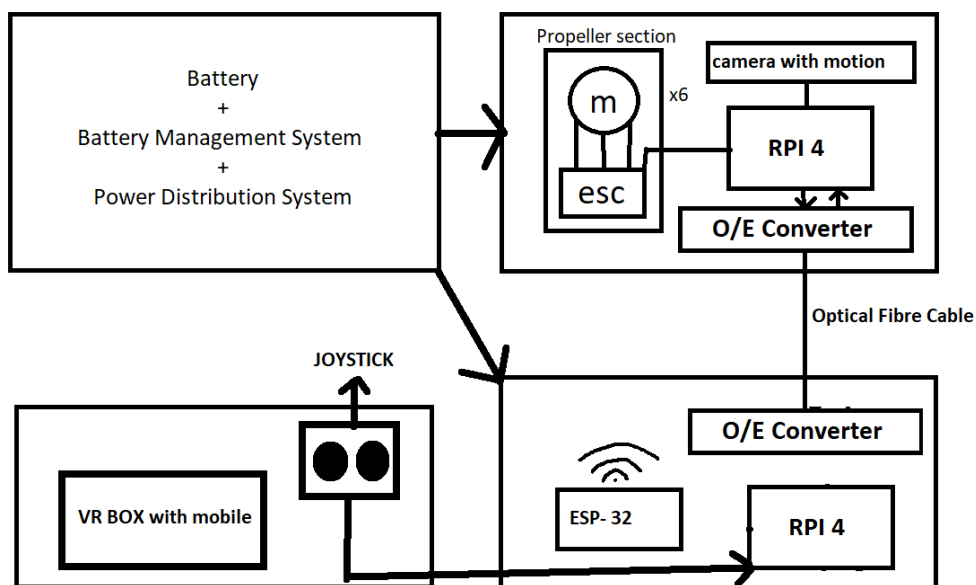 Battery
+
Battery Management System
+
Power Distribution System
Propeller section
m
x6
esc
camera with motion
RPI 4
O/E Converter
Optical Fibre Cable
JOYSTICK
VR BOX with mobile
O/E Converter
ESP- 32
RPI 4